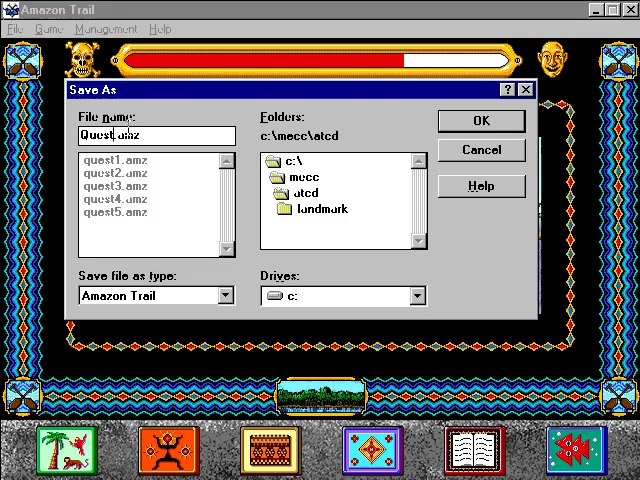 Amazon Trail
File Game Management Help
Save As
File name:
Quest.amz
quest1.amz
quest2.amz
quest3.amz
quest4.amz
quest5.amz
Save file as type:
Amazon Trail
Folders:
c:\mecc\atcd
c:\
mecc
atcd
landmark
Drives:
c:
OK
Cancel
Help